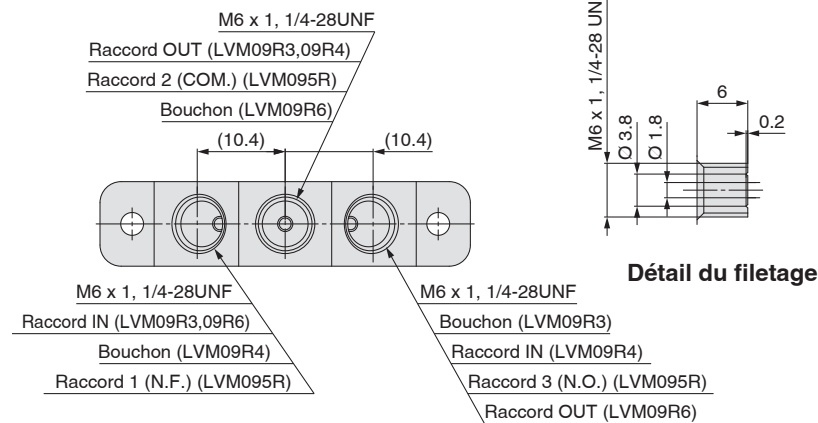 M6 x 1, 1/4-28UNF
Raccord OUT (LVM09R3,09R4)
Raccord 2 (COM.) (LVM095R)
Bouchon (LVM09R6)
(10.4)
(10.4)
M6 x 1, 1/4-28UNF
Raccord IN (LVM09R3,09R6)
Bouchon (LVM09R4)
Raccord 1 (N.F.) (LVM095R)
M6 x 1, 1/4-28UNF
Bouchon (LVM09R3)
Raccord IN (LVM09R4)
Raccord 3 (N.O.) (LVM095R)
Raccord OUT (LVM09R6)
M6 x 1, 1/4-28 UN
Ø 3.8
Ø 1.8
6
0.2
Détail du filetage